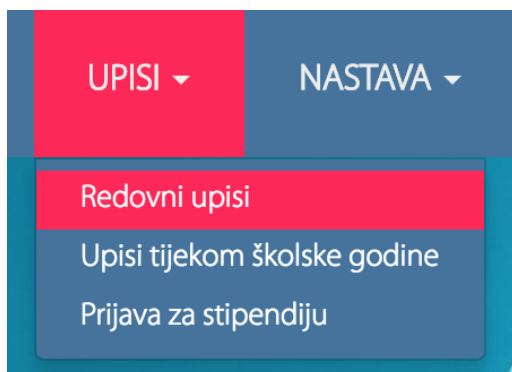 UPISI NASTAVA
Redovni upisi
Upisi tijekom školske godine
Prijava za stipendiju